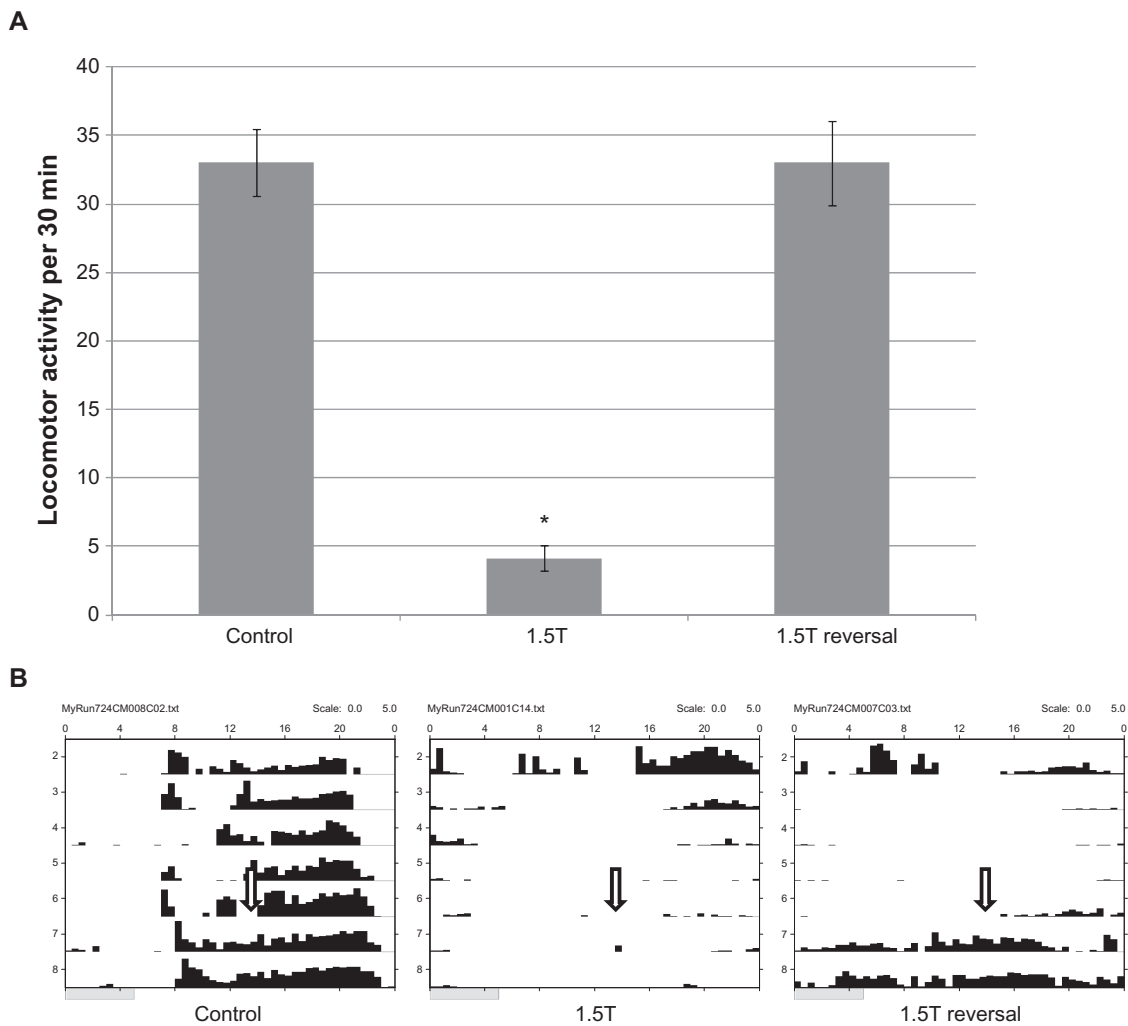 A
Locomotor activity per 30 min
40
35
30
25
20
15
10
5
0
*
Control 1.5T 1.5T reversal
B
MyRun724CM008C02.txt Scale: 0.0 5.0
0 4 8 12 16 20 0
2
3
4
5
6
7
8
Control
MyRun724CM001C14.txt Scale: 0.0 5.0
0 4 8 12 16 20 0
2
3
4
5
6
7
8
1.5T
MyRun724CM007C03.txt Scale: 0.0 5.0
0 4 8 12 16 20 0
2
3
4
5
6
7
8
1.5T reversal